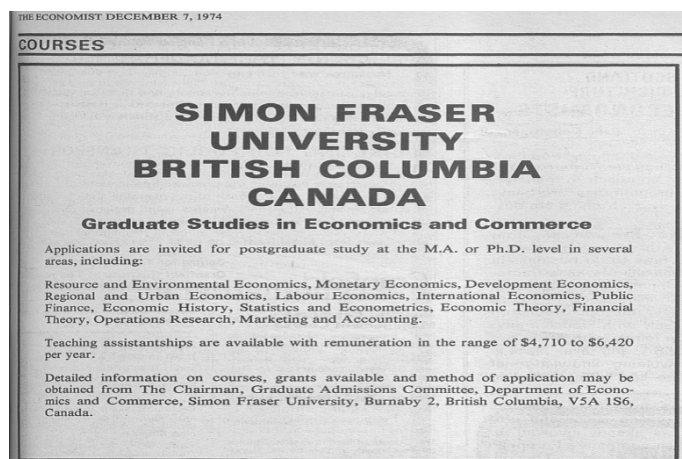 THE ECONOMIST DECEMBER 7, 1974
COURSES
SIMON FRASER
UNIVERSITY
BRITISH COLUMBIA
CANADA
Graduate Studies in Economics and Commerce
Applications are invited for postgraduate study at the M.A. or Ph.D. level in several
areas, including:
Resource and Environmental Economics, Monetary Economics, Development Economics,
Regional and Urban Economics, Labour Economics, International Economics, Public
Finance, Economic History, Statistics and Econometrics, Economic Theory, Financial
Theory, Operations Research, Marketing and Accounting.
Teaching assistantships are available with remuneration in the range of $4,710 to $6,420
per year.
Detailed information on courses, grants available and method of application may be
obtained from The Chairman, Graduate Admissions Committee, Department of Econo-
mics and Commerce, Simon Fraser University, Burnaby 2, British Columbia, V5A 1S6,
Canada.